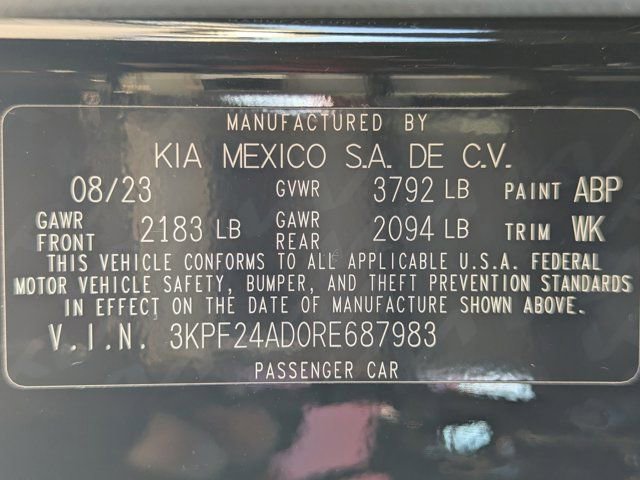 MANUFACTURED BY
KIA MEXICO S.A. DE C.V.
08/23 GVWR 3792 LB PAINT ABP
GAWR FRONT 2183 LB GAWR REAR 2094 LB TRIM WK
THIS VEHICLE CONFORMS TO ALL APPLICABLE U.S.A. FEDERAL
MOTOR VEHICLE SAFETY, BUMPER, AND THEFT PREVENTION STANDARDS
IN EFFECT ON THE DATE OF MANUFACTURE SHOWN ABOVE.
V.I.N. 3KPF24AD0RE687983
PASSENGER CAR